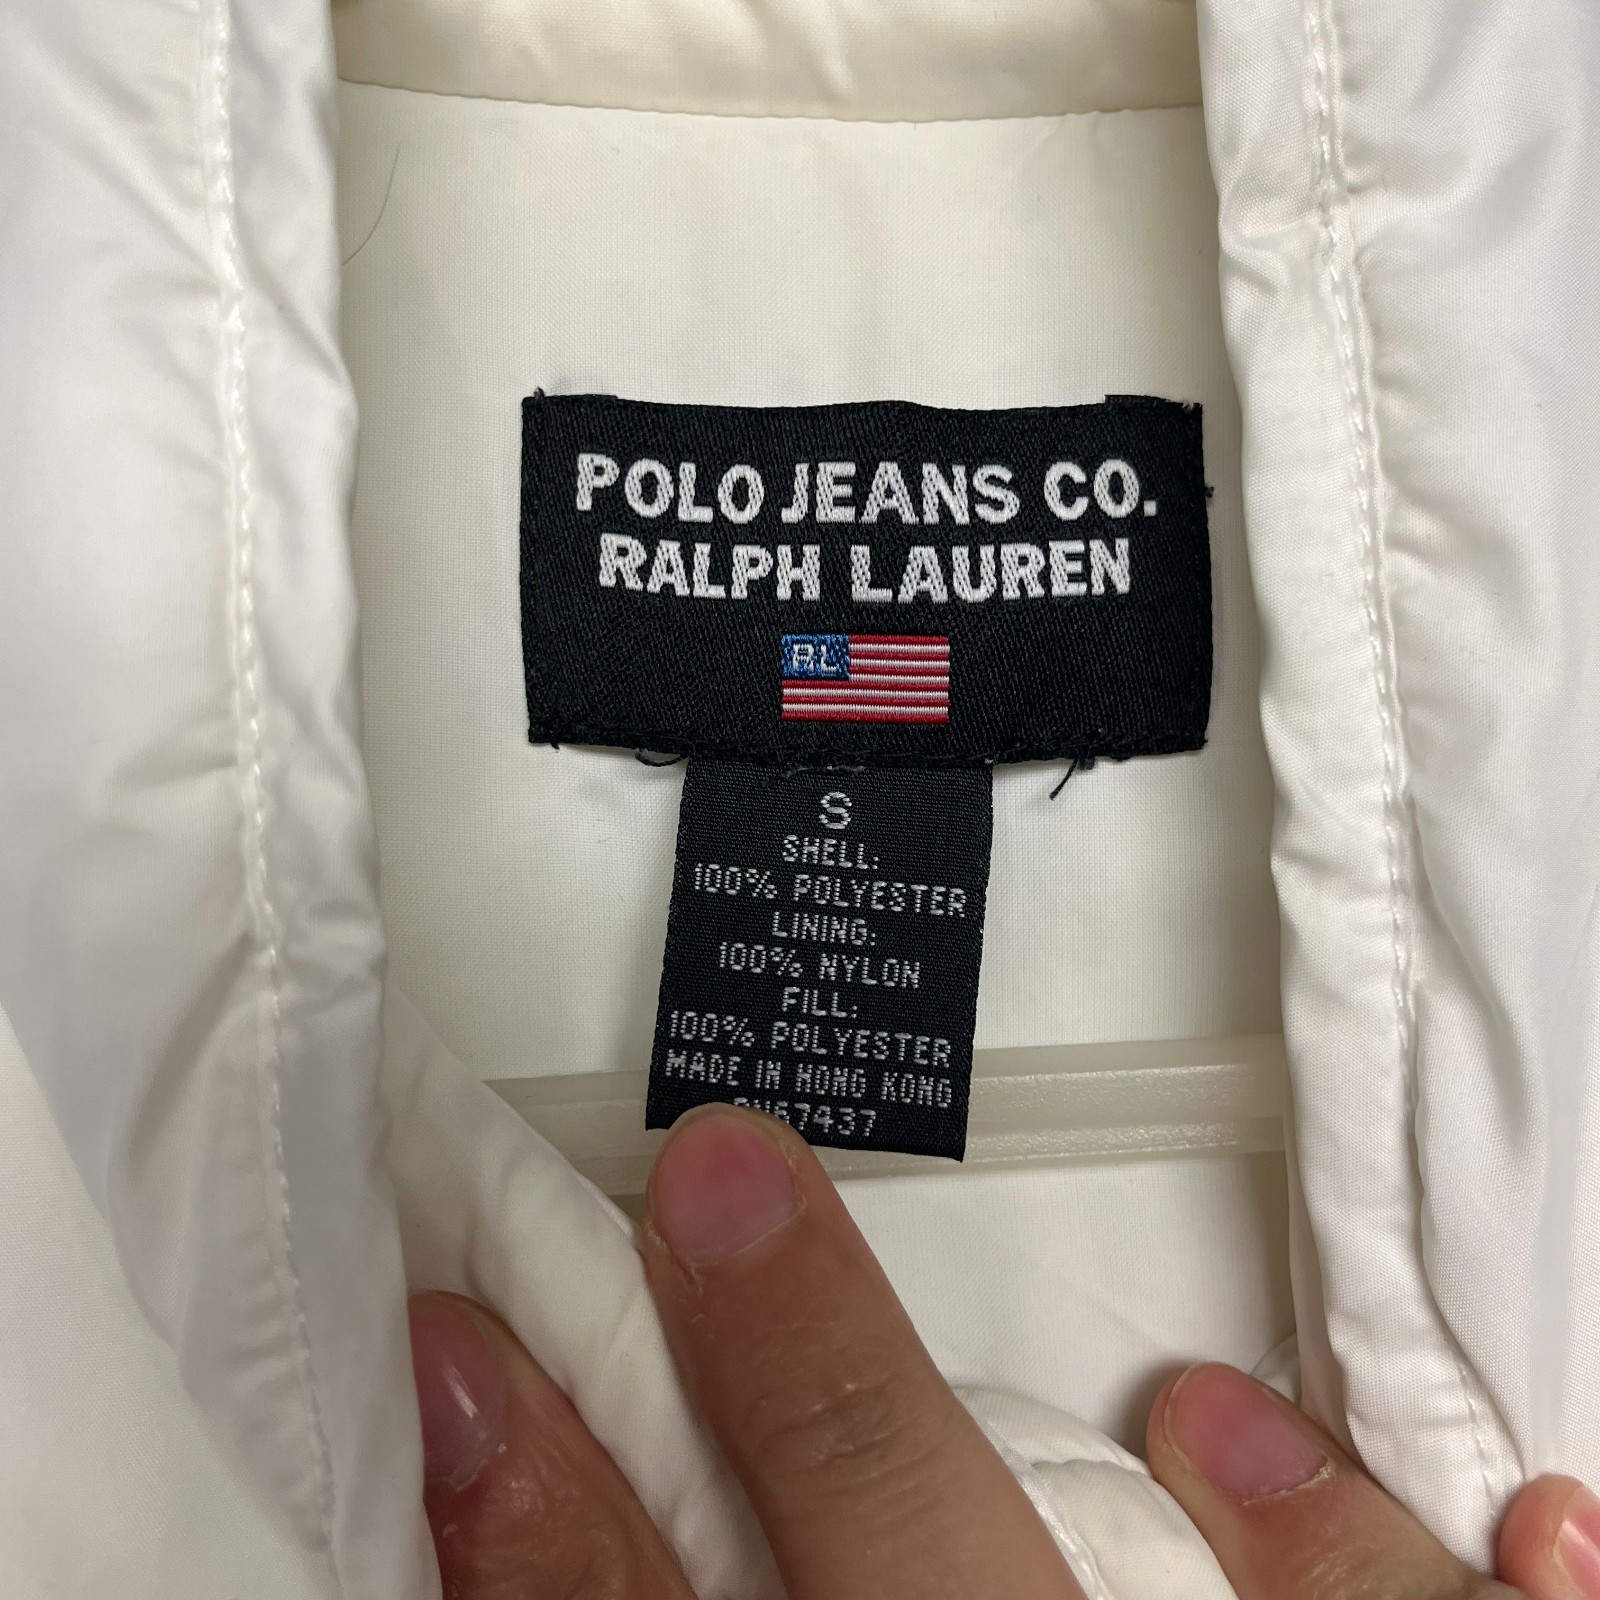 POLO JEANS CO.
RALPH LAUREN
RL
S
SHELL:
100% POLYESTER
LINING:
100% NYLON
FILL:
100% POLYESTER
MADE IN HONG KONG